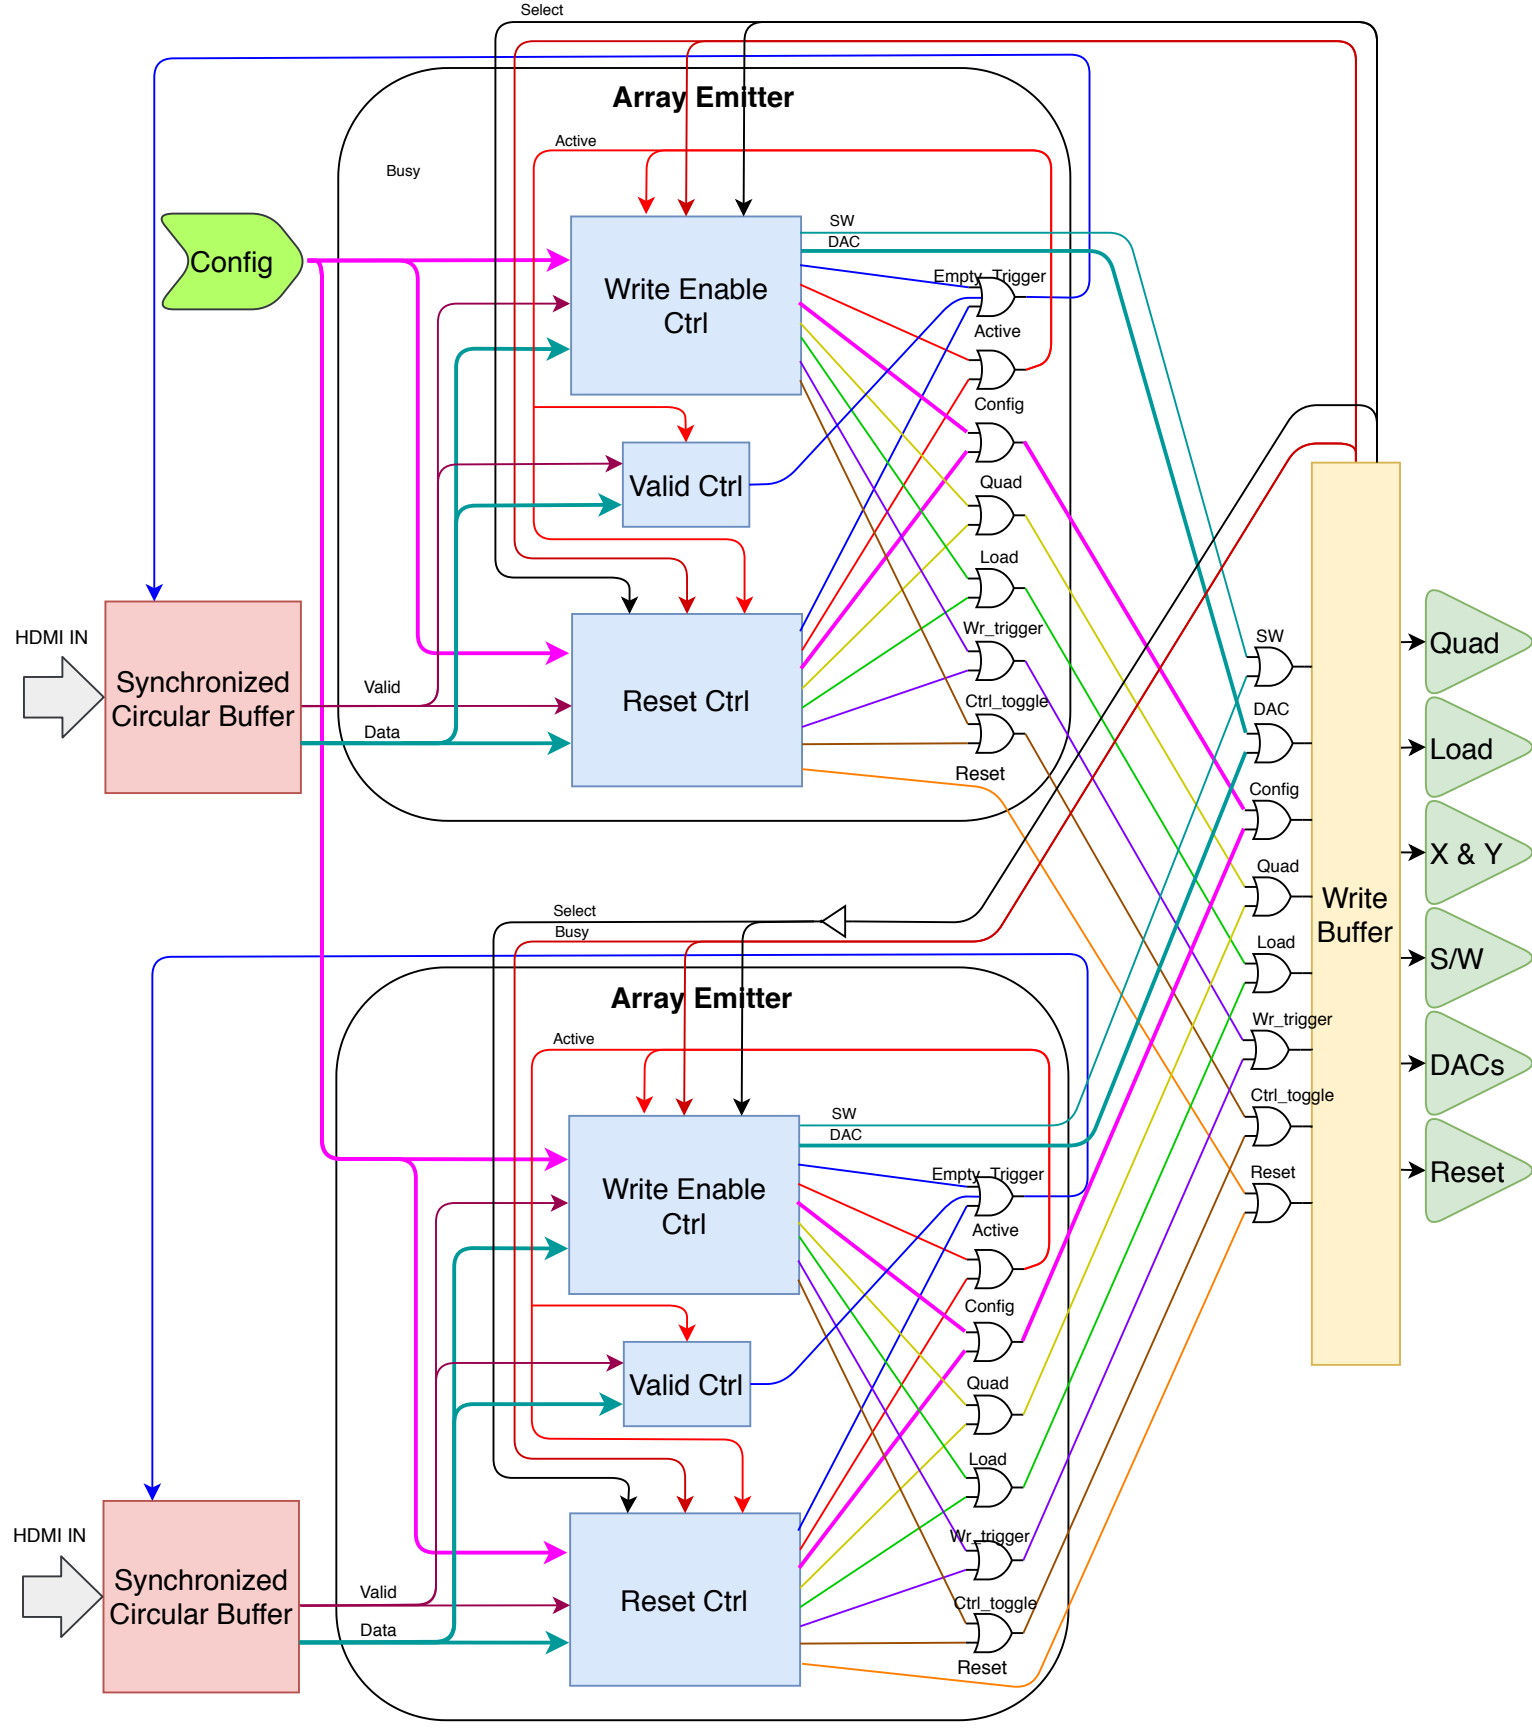 Select
Array Emitter
Active
Busy
SW
DAC
Config
Empty_Trigger
Write Enable
Ctrl
Active
Config
Valid Ctrl
Quad
Load
HDMI IN
Wr_trigger
SW
Quad
Synchronized
Circular Buffer
Valid
Reset Ctrl
Ctrl_toggle
DAC
Data
Load
Reset
Config
X & Y
Quad
Write
Buffer
Select
Busy
Load
S/W
Array Emitter
Wr_trigger
Active
DACs
Ctrl_toggle
SW
DAC
Empty_Trigger
Reset
Reset
Write Enable
Ctrl
Active
Config
Valid Ctrl
Quad
Load
HDMI IN
Wr_trigger
Synchronized
Circular Buffer
Valid
Reset Ctrl
Ctrl_toggle
Data
Reset